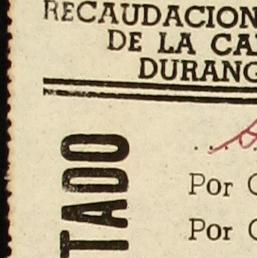 RECAUDACION
DE LA CA
DURANG
TADO
Por
Por